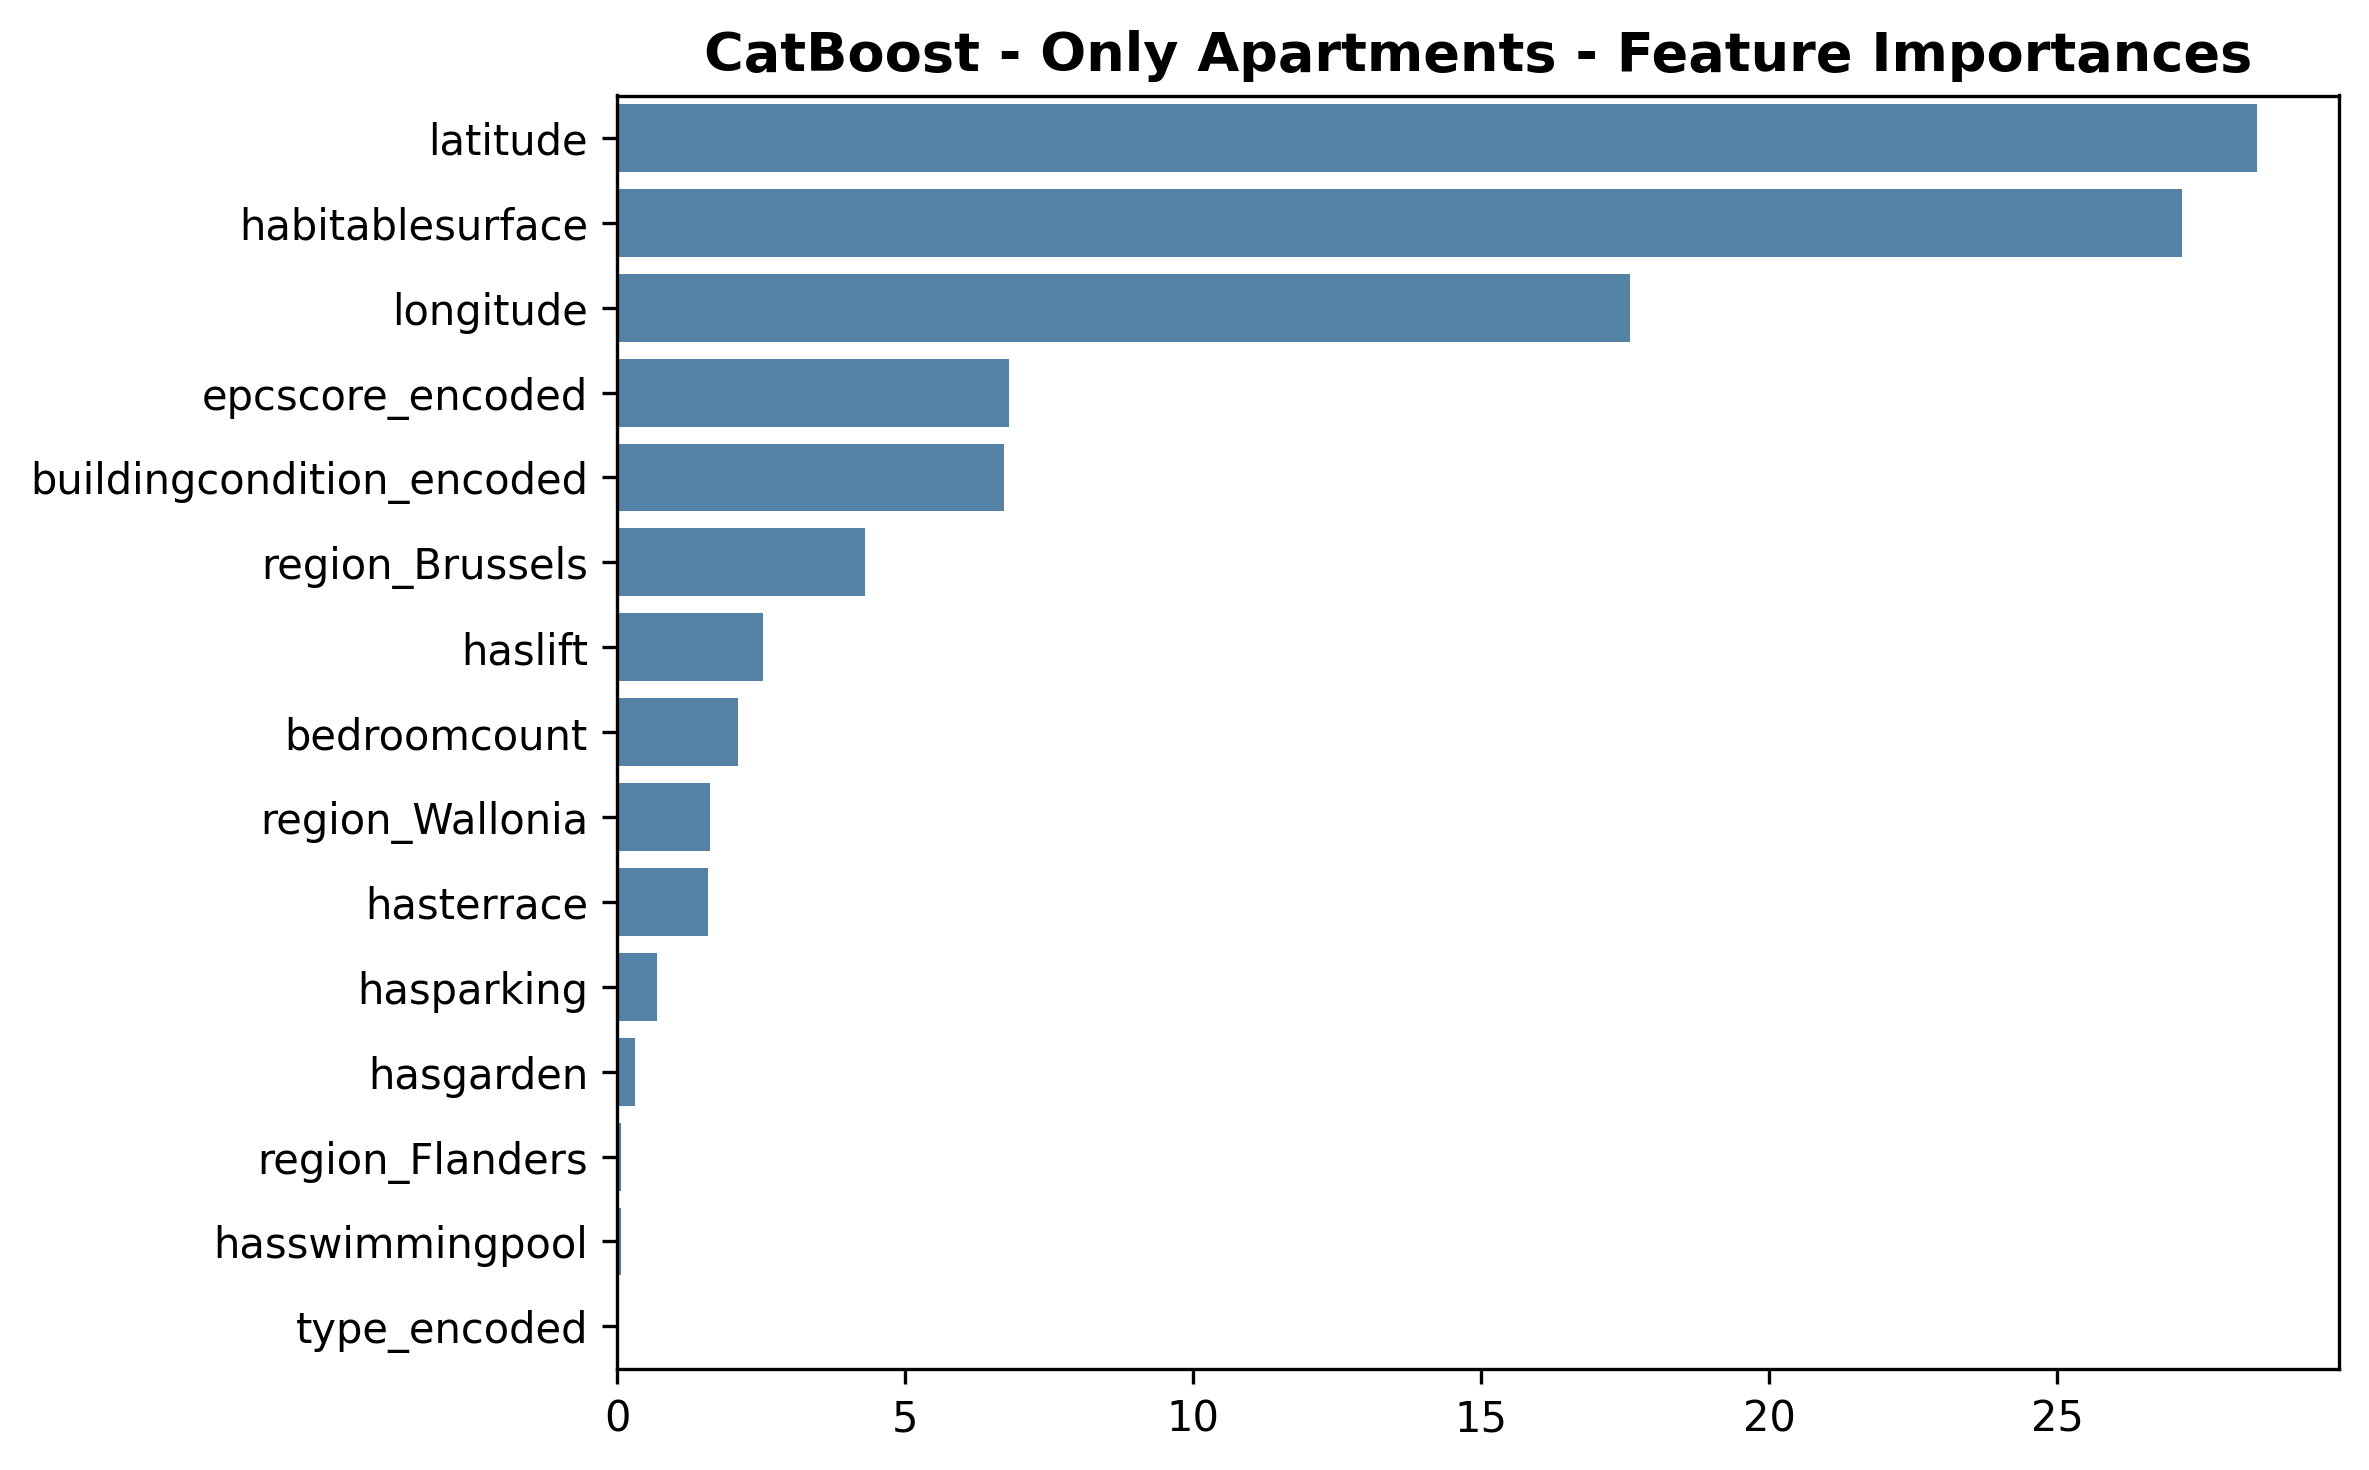 CatBoost - Only Apartments - Feature Importances
latitude
habitablesurface
longitude
epcscore_encoded
buildingcondition_encoded
region_Brussels
haslift
bedroomcount
region_Wallonia
hasterrace
hasparking
hasgarden
region_Flanders
hasswimmingpool
type_encoded
0 5 10 15 20 25